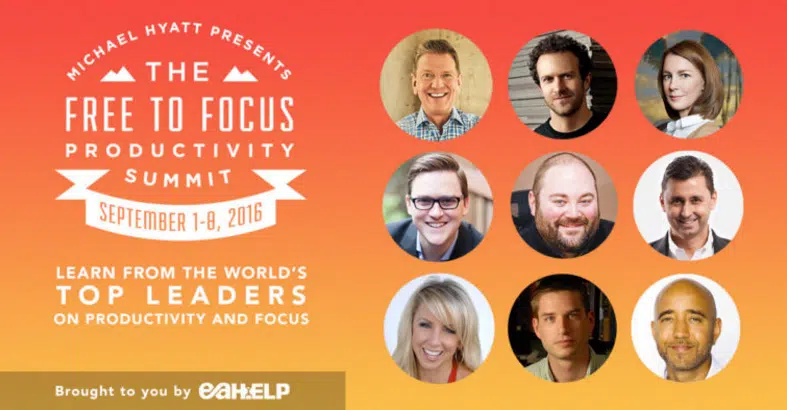 MICHAEL HYATT PRESENTS
THE
FREE TO FOCUS
PRODUCTIVITY
SUMMIT
SEPTEMBER 1-8, 2016
LEARN FROM THE WORLD'S
TOP LEADERS
ON PRODUCTIVITY AND FOCUS
Brought to you by eaHELP